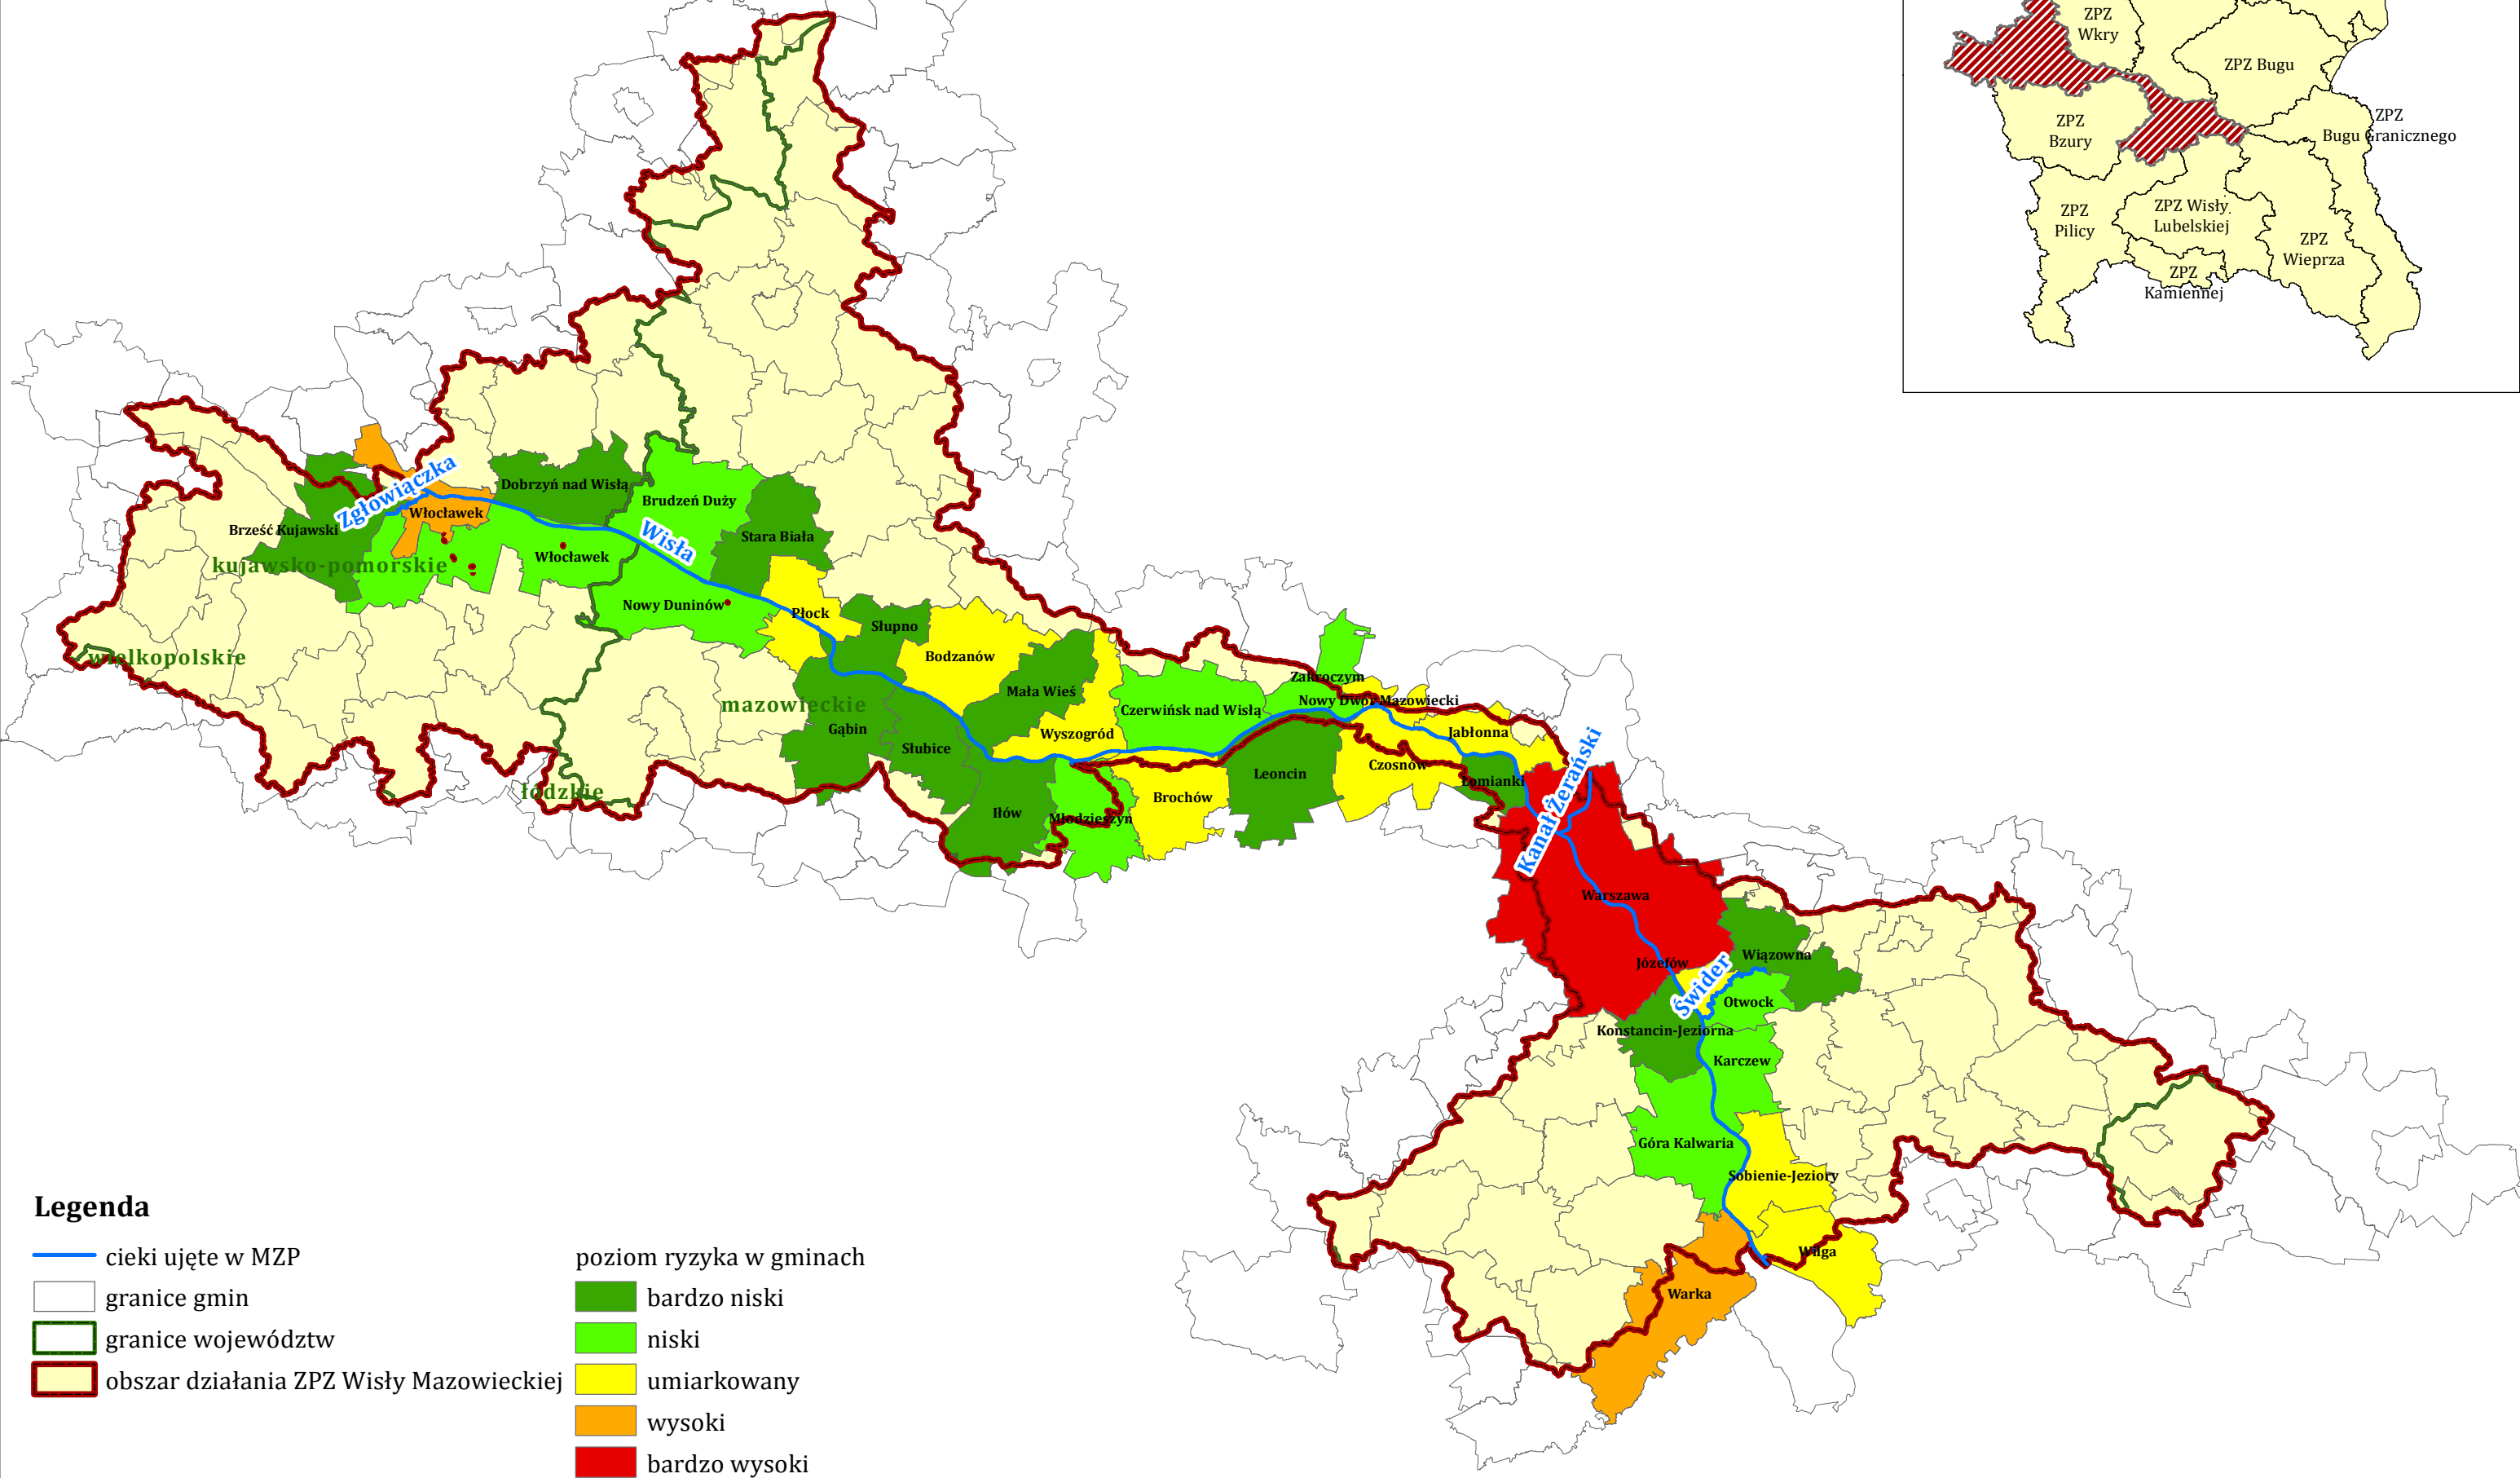 ZPZ
Wkry
ZPZ Bugu
ZPZ
Bzury
ZPZ
Bugu Granicznego
ZPZ
Pilicy
ZPZ Wisły
Lubelskiej
ZPZ
Wieprza
ZPZ
Kamiennej
Zgłowiączka
Dobrzyń nad Wisłą
Brudzeń Duży
Włocławek
Brześć Kujawski
Wisła
Stara Biała
Włocławek
kujawsko-pomorskie
Nowy Duninów
Płock
Słupno
wielkopolskie
Bodzanów
Mała Wieś
Zakroczym
mazowieckie
Czerwińsk nad Wisłą
Nowy Dwór Mazowiecki
Gąbin
Słubice
Wyszogród
Jabłonna
Leoncin
Czosnów
Łomianki
łódzkie
Brochów
Iłów
Młodzieszyn
Kanał Żerański
Warszawa
Józefów
Wiązowna
Świder
Otwock
Konstancin-Jeziorna
Karczew
Góra Kalwaria
Sobienie-Jeziory
Wilga
Warka
Legenda
cieki ujęte w MZP
granice gmin
granice województw
obszar działania ZPZ Wisły Mazowieckiej
poziom ryzyka w gminach
bardzo niski
niski
umiarkowany
wysoki
bardzo wysoki